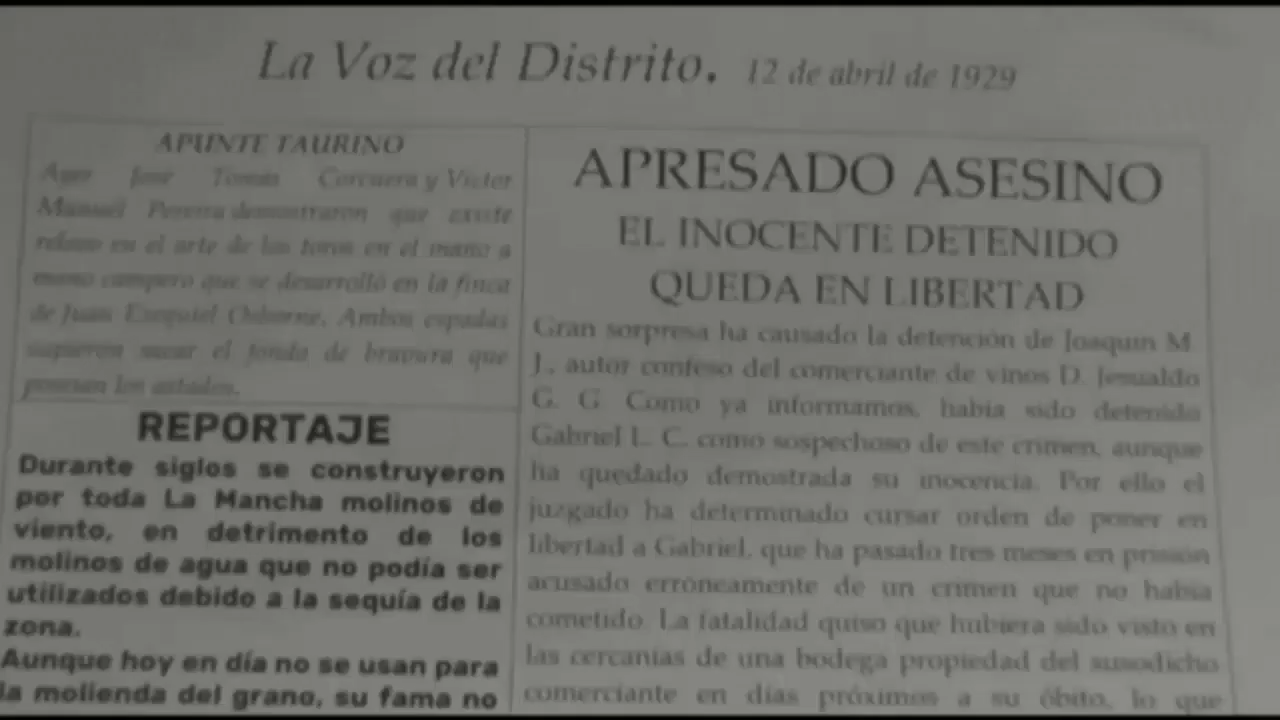 La Voz del Distrito. 12 de abril de 1929
APUNTE TAURINO
Ayer José Tomás Corcuera y Victor
Manuel Pereira demostraron que existe
relevo en el arte de los toros en el mano a
mano campero que se desarrolló en la finca
de Juan Ezequiel Osborne. Ambos espadas
supieron sacar el fondo de bravura que
poseían los astados.
REPORTAJE
Durante siglos se construyeron
por toda La Mancha molinos de
viento, en detrimento de los
molinos de agua que no podía ser
utilizados debido a la sequía de la
zona.
Aunque hoy en día no se usan para
la molienda del grano, su fama no
APRESADO ASESINO
EL INOCENTE DETENIDO
QUEDA EN LIBERTAD
Gran sorpresa ha causado la detención de Joaquín M.
J., autor confeso del comerciante de vinos D. Jesualdo
G. G. Como ya informamos, había sido detenido
Gabriel L. C. como sospechoso de este crimen, aunque
ha quedado demostrada su inocencia. Por ello el
juzgado ha determinado cursar orden de poner en
libertad a Gabriel, que ha pasado tres meses en prisión
acusado erróneamente de un crimen que no había
cometido. La fatalidad quiso que hubiera sido visto en
las cercanías de una bodega propiedad del susodicho
comerciante en días próximos a su óbito, lo que